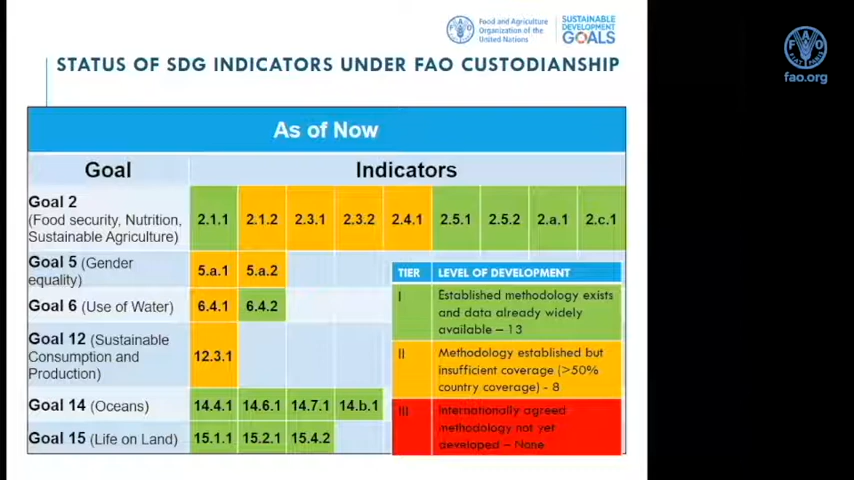 Food and Agriculture
Organization of the
United Nations
SUSTAINABLE
DEVELOPMENT
GOALS
STATUS OF SDG INDICATORS UNDER FAO CUSTODIANSHIP
fao.org
As of Now
Goal Indicators
Goal 2
(Food security, Nutrition,
Sustainable Agriculture)
2.1.1 2.1.2 2.3.1 2.3.2 2.4.1 2.5.1 2.5.2 2.a.1 2.c.1
Goal 5 (Gender
equality)
5.a.1 5.a.2
Goal 6 (Use of Water) 6.4.1 6.4.2
Goal 12 (Sustainable
Consumption and
Production)
12.3.1
Goal 14 (Oceans) 14.4.1 14.6.1 14.7.1 14.b.1
Goal 15 (Life on Land) 15.1.1 15.2.1 15.4.2
TIER LEVEL OF DEVELOPMENT
I Established methodology exists
and data already widely
available – 13
II Methodology established but
insufficient coverage (>50%
country coverage) - 8
III Internationally agreed
methodology not yet
developed – None